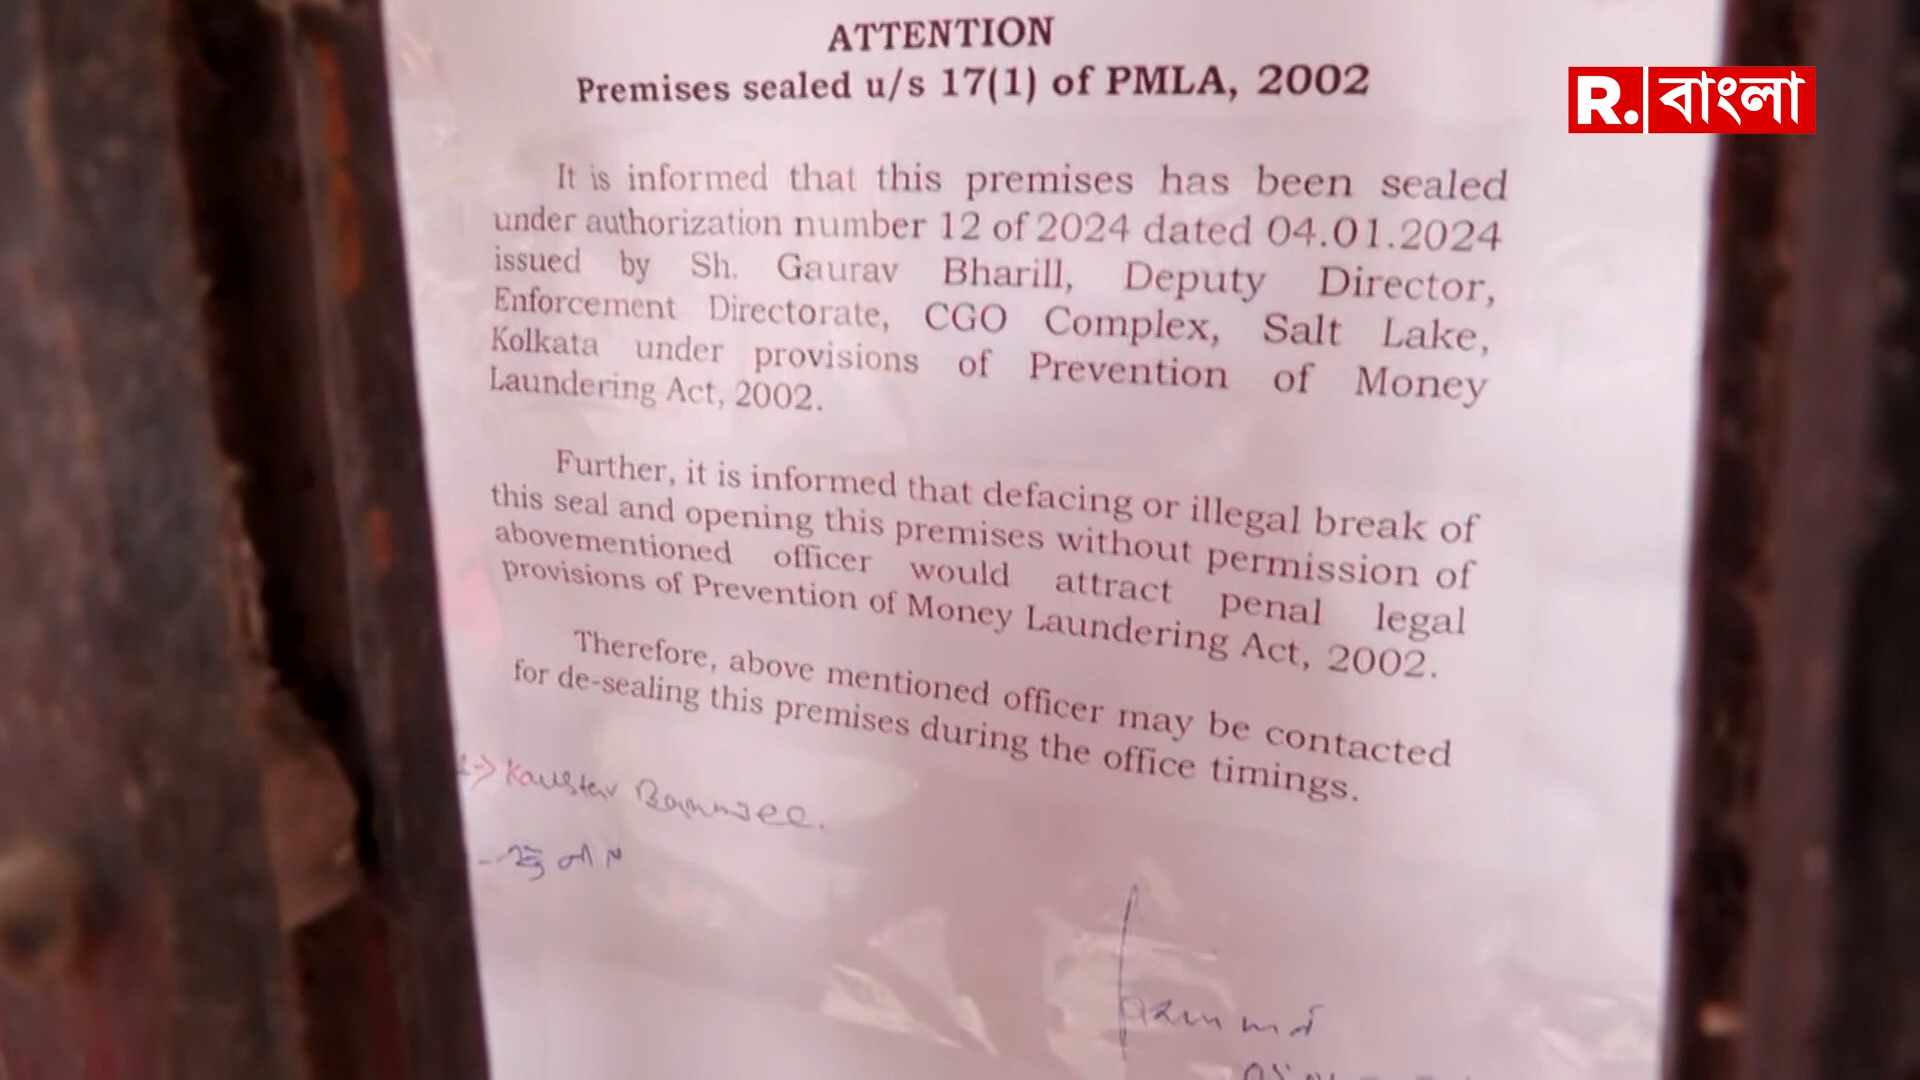 ATTENTION
Premises sealed u/s 17(1) of PMLA, 2002
R. বাংলা
It is informed that this premises has been sealed
under authorization number 12 of 2024 dated 04.01.2024
issued by Sh. Gaurav Bharill, Deputy Director,
Enforcement Directorate, CGO Complex, Salt Lake,
Kolkata under provisions of Prevention of Money
Laundering Act, 2002.
Further, it is informed that defacing or illegal break of
this seal and opening this premises without permission of
abovementioned officer would attract penal legal
provisions of Prevention of Money Laundering Act, 2002.
Therefore, above mentioned officer may be contacted
for de-sealing this premises during the office timings.
Kaustav Banerjee.